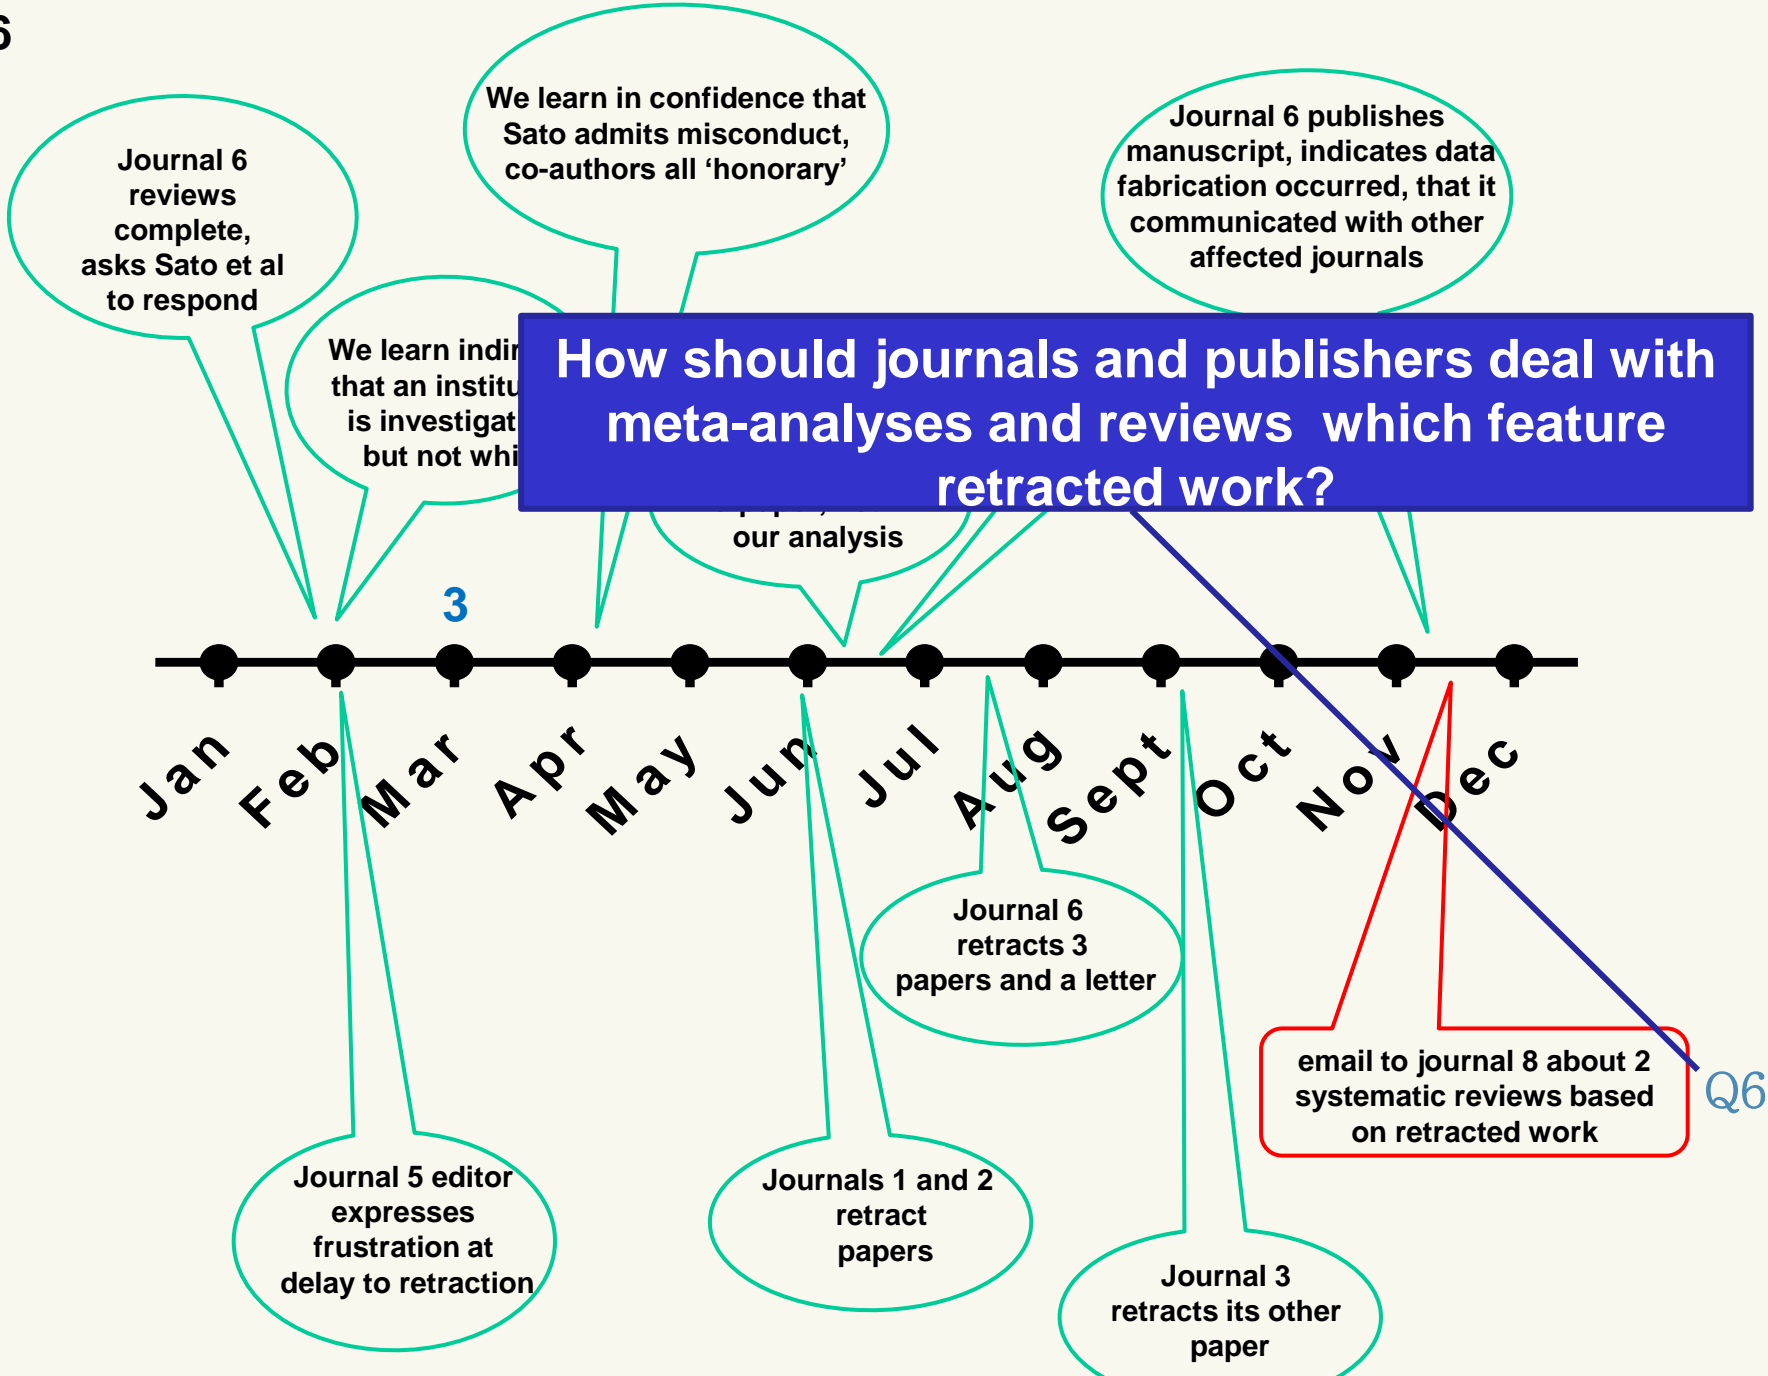 6
We learn in confidence that
Sato admits misconduct,
co-authors all ‘honorary’
Journal 6 publishes
manuscript, indicates data
fabrication occurred, that it
communicated with other
affected journals
Journal 6
reviews
complete,
asks Sato et al
to respond
We learn
that an
is
but not
How should journals and publishers deal with
meta-analyses and reviews which feature
retracted work?
our analysis
3
Jan
Feb
Mar
Apr
May
Jun
Jul
Aug
Sept
Oct
Nov
Dec
Journal 6
retracts 3
papers and a letter
email to journal 8 about 2
systematic reviews based
on retracted work
Q6
Journal 5 editor
expresses
frustration at
delay to retraction
Journals 1 and 2
retract
papers
Journal 3
retracts its other
paper